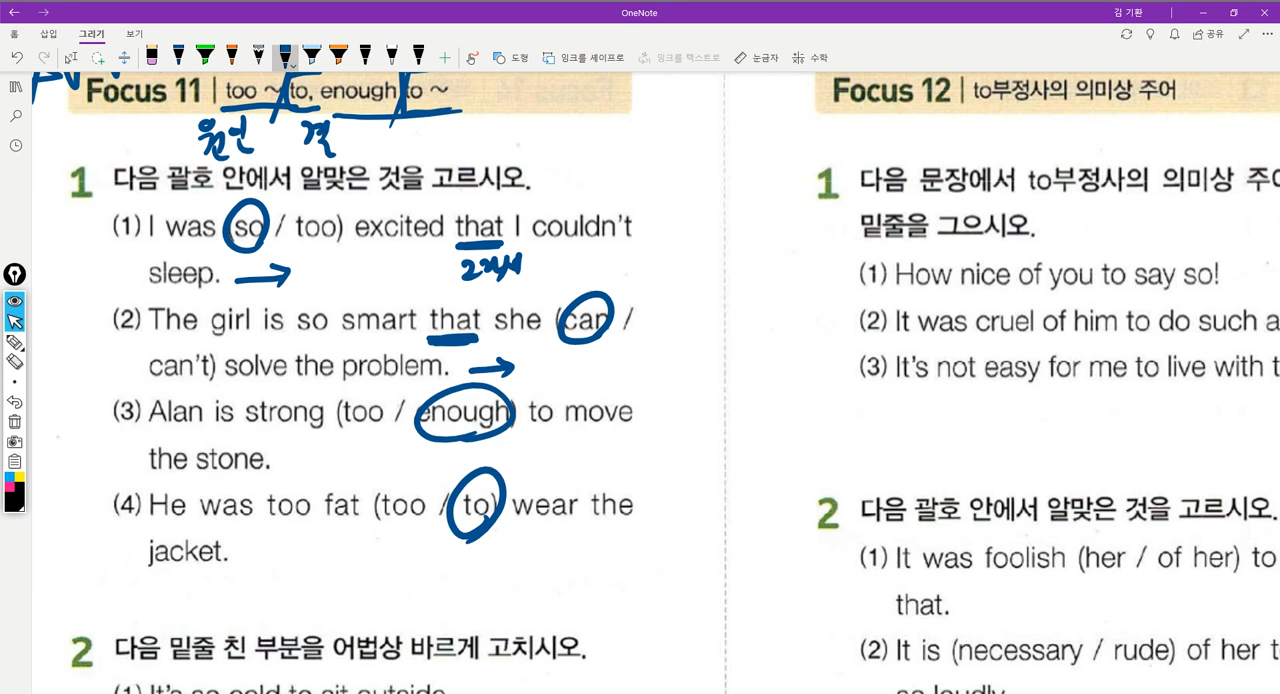 OneNote
김 기환
홈 삽입 그리기 보기
공유
도형 잉크를 셰이프로 잉크를 텍스트로 눈금자 수학
Focus 11 | too ~ to, enough to ~
원인
1 다음 괄호 안에서 알맞은 것을 고르시오.
(1) I was (so / too) excited that I couldn't
sleep.
(2) The girl is so smart that she (can /
can't) solve the problem.
(3) Alan is strong (too / enough) to move
the stone.
(4) He was too fat (too / to) wear the
jacket.
2 다음 밑줄 친 부분을 어법상 바르게 고치시오.
(1) It's so cold to sit outside.
Focus 12 | to부정사의 의미상 주어
1 다음 문장에서 to부정사의 의미상 주
밑줄을 그으시오.
(1) How nice of you to say so!
(2) It was cruel of him to do such a
(3) It's not easy for me to live with
2 다음 괄호 안에서 알맞은 것을 고르시오.
(1) It was foolish (her / of her) to
that.
(2) It is (necessary / rude) of her
so loudly